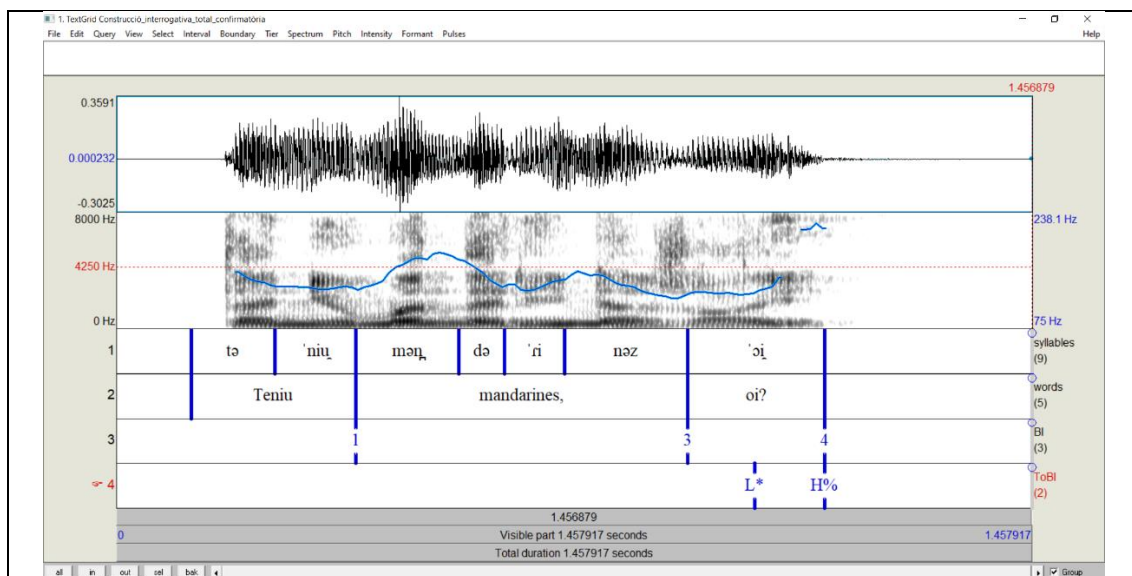 1. TextGrid Construcció_interrogativa_total_confirmatòria
File Edit Query View Select Interval Boundary Tier Spectrum Pitch Intensity Formant Pulses Help
1.456879
0.3591
0.000232
-0.3025
8000 Hz 238.1 Hz
4250 Hz
0 Hz 75 Hz
1 tə ˈniu̯ mən̪ də ˈɾi nəz ˈɔi̯ syllables (9)
2 Teniu mandarines, oi? words (5)
3 1 3 4 BI (3)
☞ 4 L* H% ToBI (2)
1.456879
0 Visible part 1.457917 seconds 1.457917
Total duration 1.457917 seconds
all in out sel bak Group